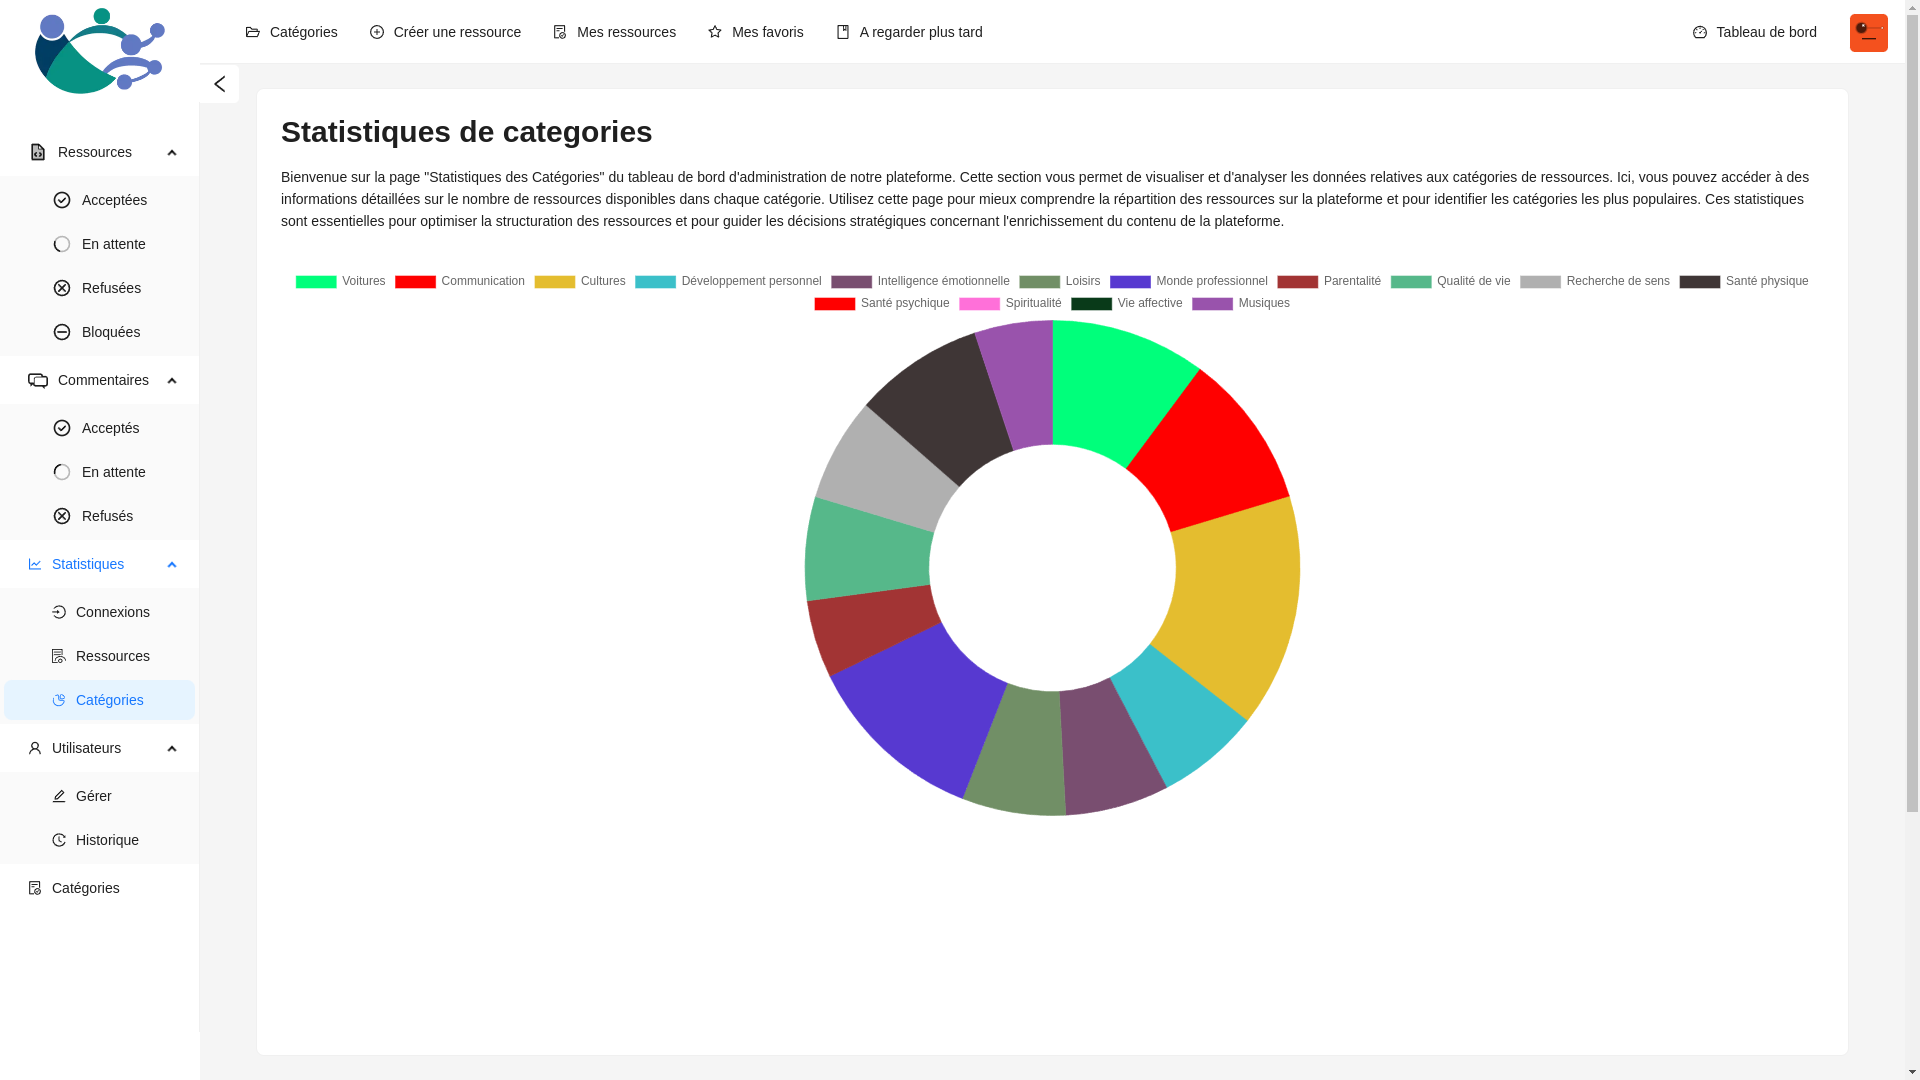 Catégories
Créer une ressource
Mes ressources
Mes favoris
A regarder plus tard
Tableau de bord
Ressources
Acceptées
En attente
Refusées
Bloquées
Commentaires
Acceptés
En attente
Refusés
Statistiques
Connexions
Ressources
Catégories
Utilisateurs
Gérer
Historique
Catégories
Statistiques de categories
Bienvenue sur la page "Statistiques des Catégories" du tableau de bord d'administration de notre plateforme. Cette section vous permet de visualiser et d'analyser les données relatives aux catégories de ressources. Ici, vous pouvez accéder à des
informations détaillées sur le nombre de ressources disponibles dans chaque catégorie. Utilisez cette page pour mieux comprendre la répartition des ressources sur la plateforme et pour identifier les catégories les plus populaires. Ces statistiques
sont essentielles pour optimiser la structuration des ressources et pour guider les décisions stratégiques concernant l'enrichissement du contenu de la plateforme.
Voitures Communication Cultures Développement personnel Intelligence émotionnelle Loisirs Monde professionnel Parentalité Qualité de vie Recherche de sens Santé physique
Santé psychique Spiritualité Vie affective Musiques